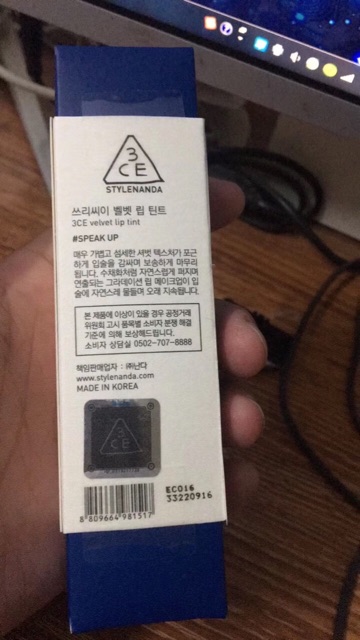 3
CE
STYLENANDA
쓰리씨이 벨벳 립 틴트
3CE velvet lip tint
#SPEAK UP
매우 가볍고 섬세한 셔벗 텍스처가 포근
하게 입술을 감싸며 보송하게 마무리
됩니다. 수채화처럼 자연스럽게 퍼지며
연출되는 그라데이션 립 메이크업이 입
술에 자연스레 물들며 오래 지속됩니다.
본 제품에 이상이 있을 경우 공정거래
위원회 고시 품목별 소비자 분쟁 해결
기준에 의해 보상해드립니다.
소비자 상담실 0502-707-8888
책임판매업자 : ㈜난다
www.stylenanda.com
MADE IN KOREA
3
CE
EC016
33220916
8 809664 981517